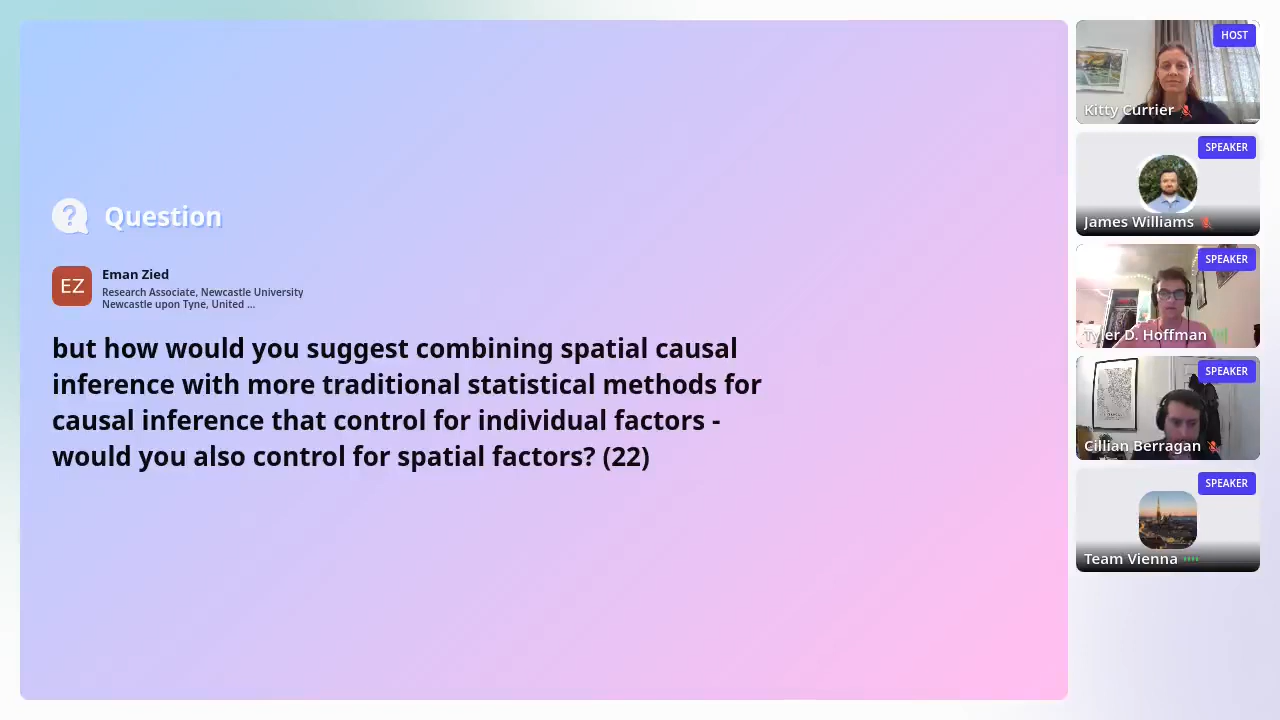 Question
EZ
Eman Zied
Research Associate, Newcastle University
Newcastle upon Tyne, United ...
but how would you suggest combining spatial causal
inference with more traditional statistical methods for
causal inference that control for individual factors -
would you also control for spatial factors? (22)
HOST
Kitty Currier
SPEAKER
James Williams
SPEAKER
Tyler D. Hoffman
SPEAKER
Cillian Berragan
SPEAKER
Team Vienna